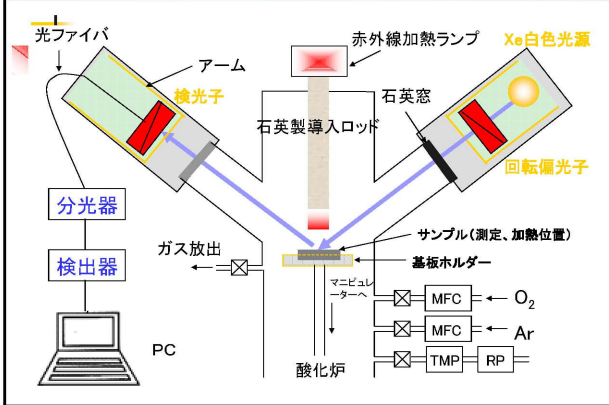 光ファイバ
アーム
検光子
赤外線加熱ランプ
Xe白色光源
石英窓
石英製導入ロッド
回転偏光子
分光器
検出器
PC
ガス放出
サンプル(測定、加熱位置)
基板ホルダー
マニピュレ
ーターへ
酸化炉
MFC
O₂
MFC
Ar
TMP
RP